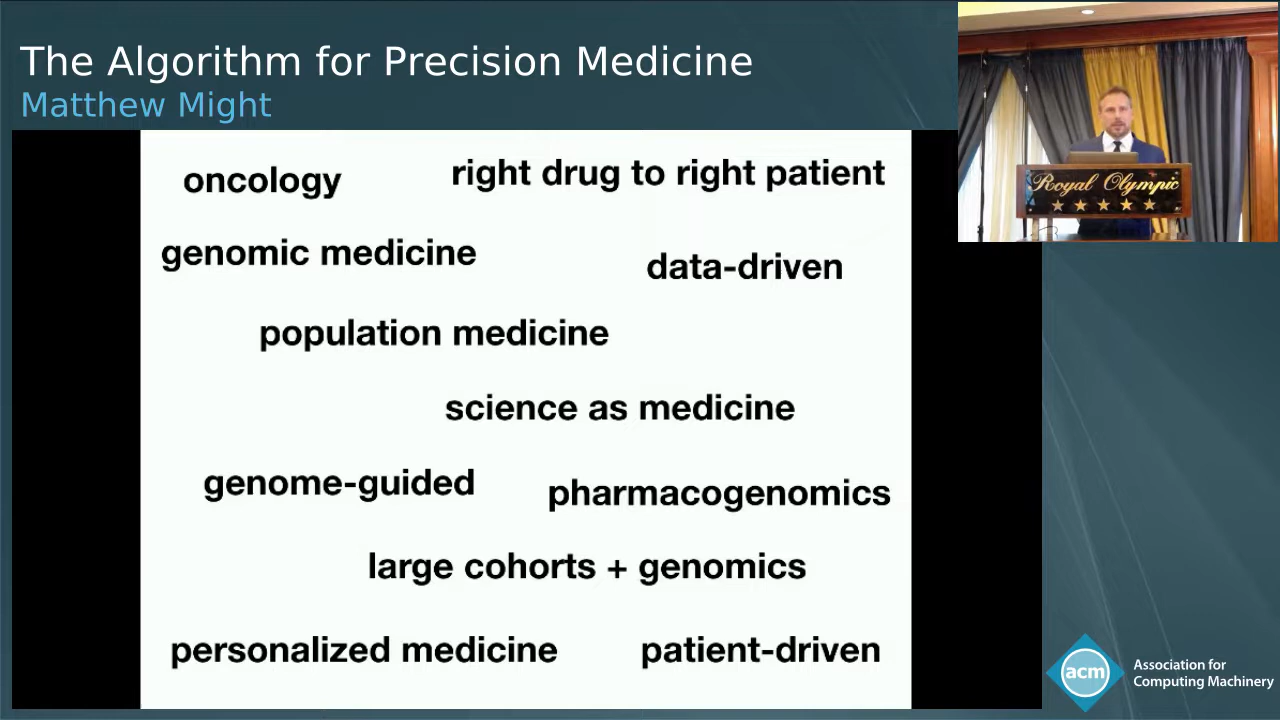 The Algorithm for Precision Medicine
Matthew Might
oncology
right drug to right patient
genomic medicine
data-driven
population medicine
science as medicine
genome-guided
pharmacogenomics
large cohorts + genomics
personalized medicine
patient-driven
Royal Olympic
acm
Association for
Computing Machinery